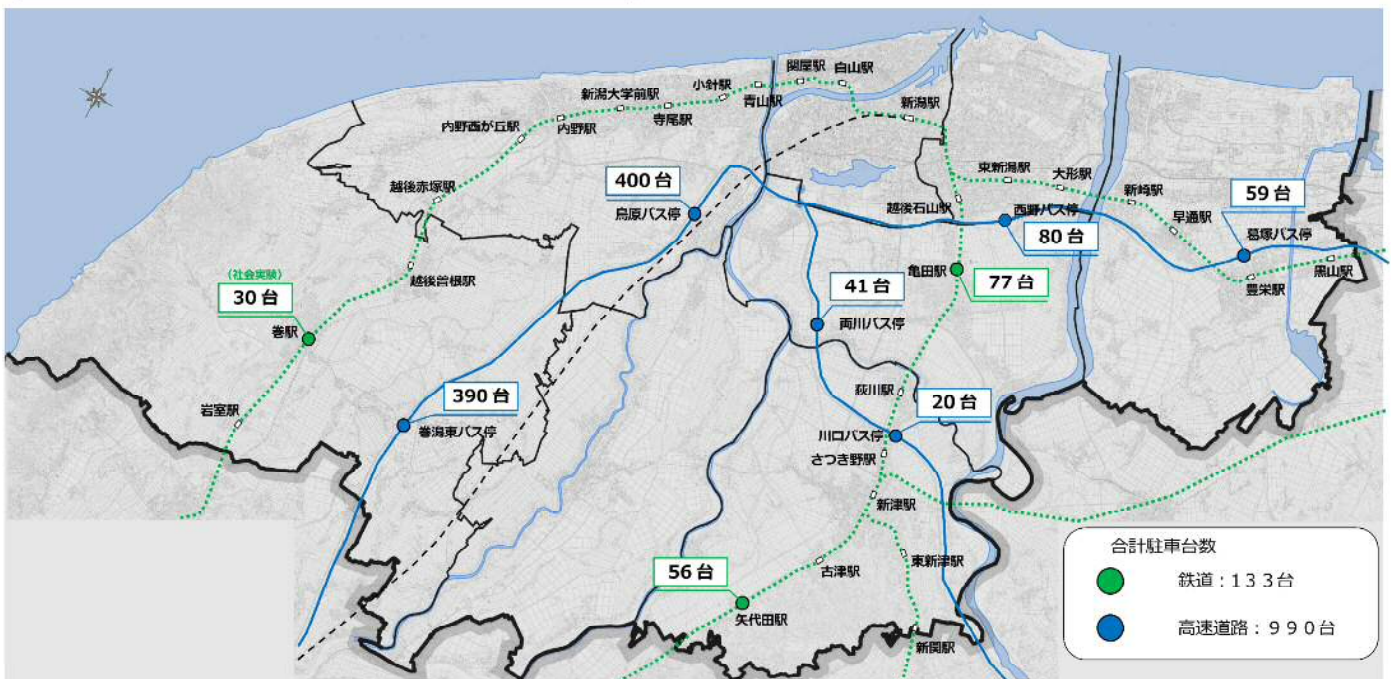 関屋駅
白山駅
小針駅
青山駅
新潟大学前駅
寺尾駅
新潟駅
内野西が丘駅
内野駅
越後赤塚駅
400台
鳥原バス停
東新潟駅
大形駅
新崎駅
早通駅
59台
葛塚バス停
越後石山駅
西野バス停
80台
黒山駅
豊栄駅
越後曽根駅
(社会実験)
30台
巻駅
亀田駅
77台
41台
両川バス停
岩室駅
390台
巻潟東バス停
荻川駅
20台
川口バス停
さつき野駅
新津駅
東新津駅
古津駅
56台
矢代田駅
新関駅
合計駐車台数
鉄道：133台
高速道路：990台